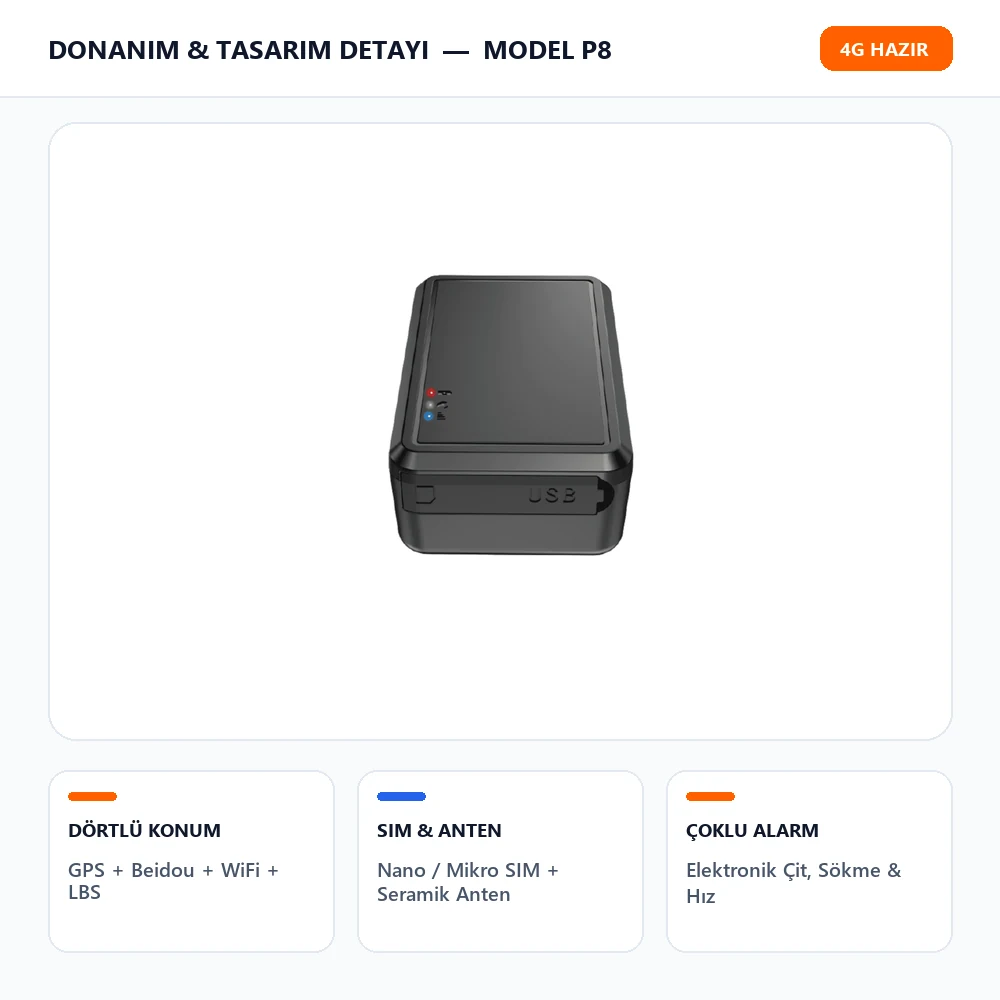 DONANIM & TASARIM DETAYI — MODEL P8
4G HAZIR
USB
DÖRTLÜ KONUM
GPS + Beidou + WiFi +
LBS
SIM & ANTEN
Nano / Mikro SIM +
Seramik Anten
ÇOKLU ALARM
Elektronik Çit, Sökme &
Hız